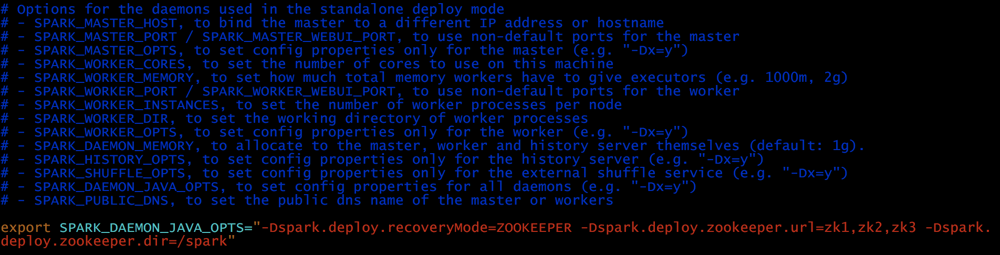 # Options for the daemons used in the standalone deploy mode
# - SPARK_MASTER_HOST, to bind the master to a different IP address or hostname
# - SPARK_MASTER_PORT / SPARK_MASTER_WEBUI_PORT, to use non-default ports for the master
# - SPARK_MASTER_OPTS, to set config properties only for the master (e.g. "-Dx=y")
# - SPARK_WORKER_CORES, to set the number of cores to use on this machine
# - SPARK_WORKER_MEMORY, to set how much total memory workers have to give executors (e.g. 1000m, 2g)
# - SPARK_WORKER_PORT / SPARK_WORKER_WEBUI_PORT, to use non-default ports for the worker
# - SPARK_WORKER_INSTANCES, to set the number of worker processes per node
# - SPARK_WORKER_DIR, to set the working directory of worker processes
# - SPARK_WORKER_OPTS, to set config properties only for the worker (e.g. "-Dx=y")
# - SPARK_DAEMON_MEMORY, to allocate to the master, worker and history server themselves (default: 1g).
# - SPARK_HISTORY_OPTS, to set config properties only for the history server (e.g. "-Dx=y")
# - SPARK_SHUFFLE_OPTS, to set config properties only for the external shuffle service (e.g. "-Dx=y")
# - SPARK_DAEMON_JAVA_OPTS, to set config properties for all daemons (e.g. "-Dx=y")
# - SPARK_PUBLIC_DNS, to set the public dns name of the master or workers
export SPARK_DAEMON_JAVA_OPTS="-Dspark.deploy.recoveryMode=ZOOKEEPER -Dspark.deploy.zookeeper.url=zk1,zk2,zk3 -Dspark.
deploy.zookeeper.dir=/spark"